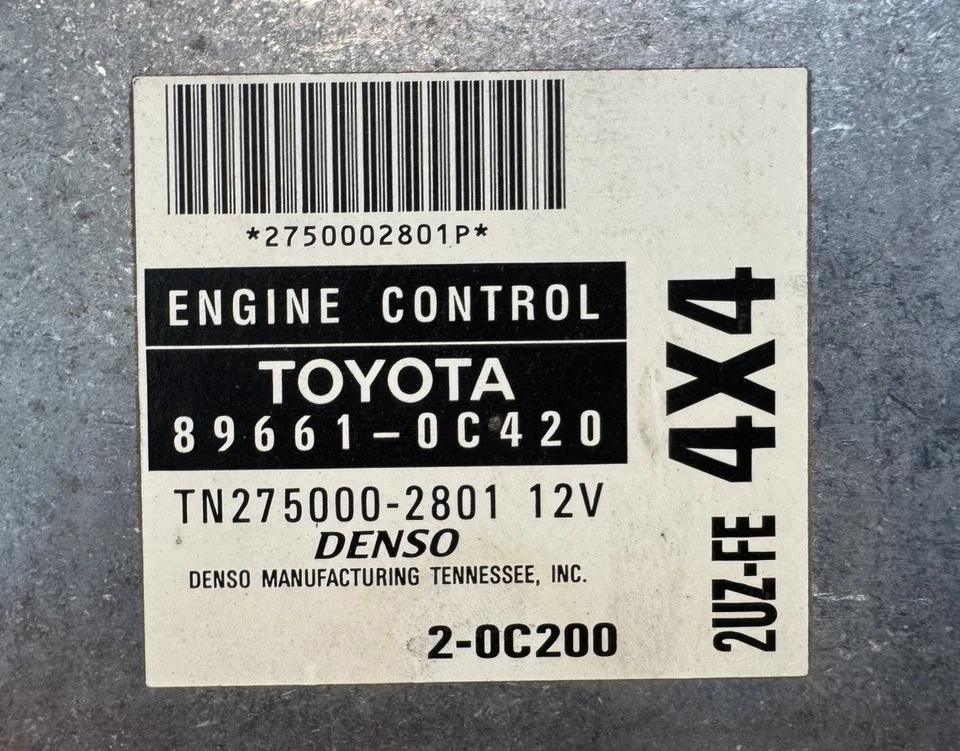 *2750002801P*
ENGINE CONTROL
TOYOTA
89661-0C420
TN275000-2801 12V
DENSO
DENSO MANUFACTURING TENNESSEE, INC.
2-0C200
2UZ-FE 4X4